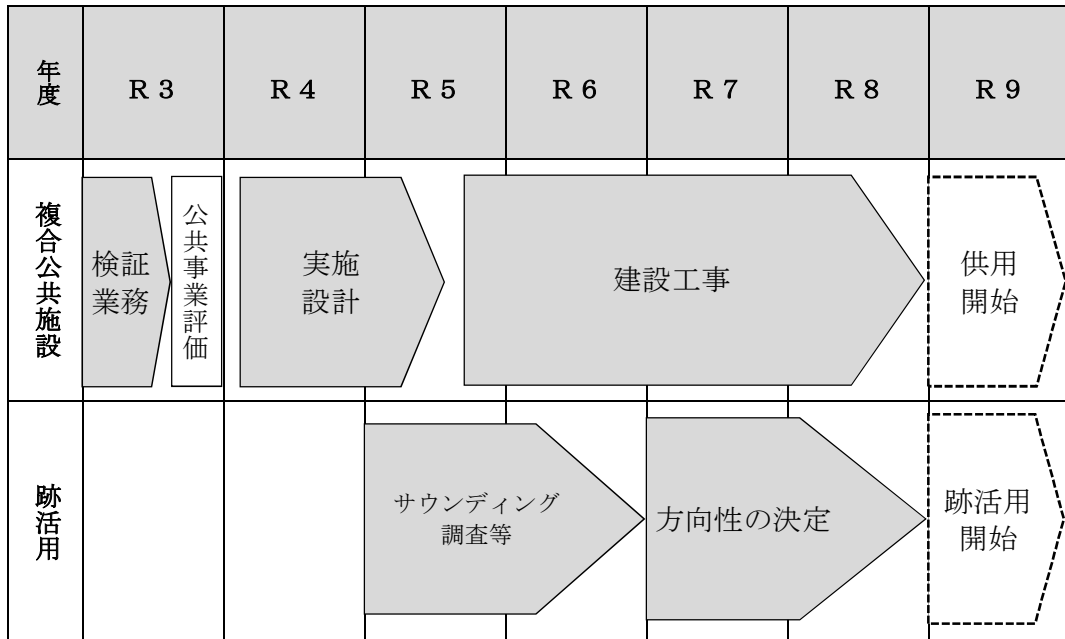 年度
R3
R4
R5
R6
R7
R8
R9
複合公共施設
検証
業務
公共事業評価
実施
設計
建設工事
供用
開始
跡活用
サウンディング
調査等
方向性の決定
跡活用
開始